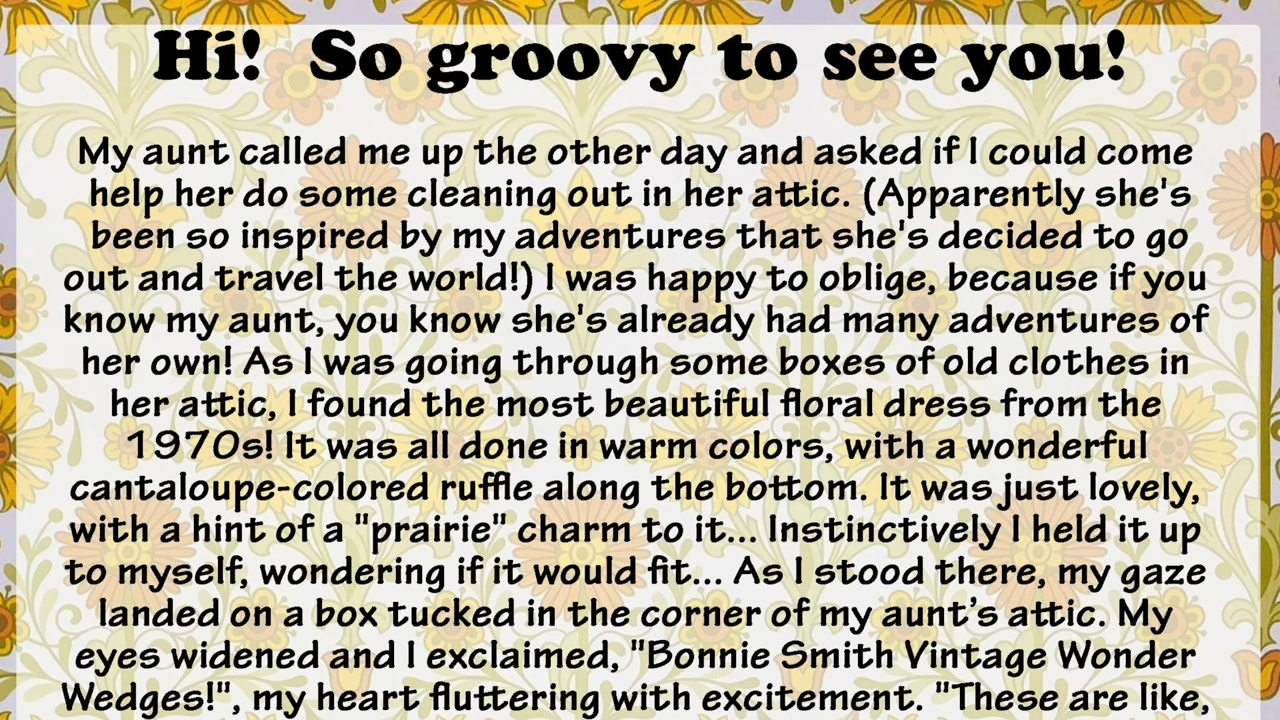 Hi! So groovy to see you!
My aunt called me up the other day and asked if I could come
help her do some cleaning out in her attic. (Apparently she's
been so inspired by my adventures that she's decided to go
out and travel the world!) I was happy to oblige, because if you
know my aunt, you know she's already had many adventures of
her own! As I was going through some boxes of old clothes in
her attic, I found the most beautiful floral dress from the
1970s! It was all done in warm colors, with a wonderful
cantaloupe-colored ruffle along the bottom. It was just lovely,
with a hint of a "prairie" charm to it... Instinctively I held it up
to myself, wondering if it would fit... As I stood there, my gaze
landed on a box tucked in the corner of my aunt’s attic. My
eyes widened and I exclaimed, "Bonnie Smith Vintage Wonder
Wedges!", my heart fluttering with excitement. "These are like,